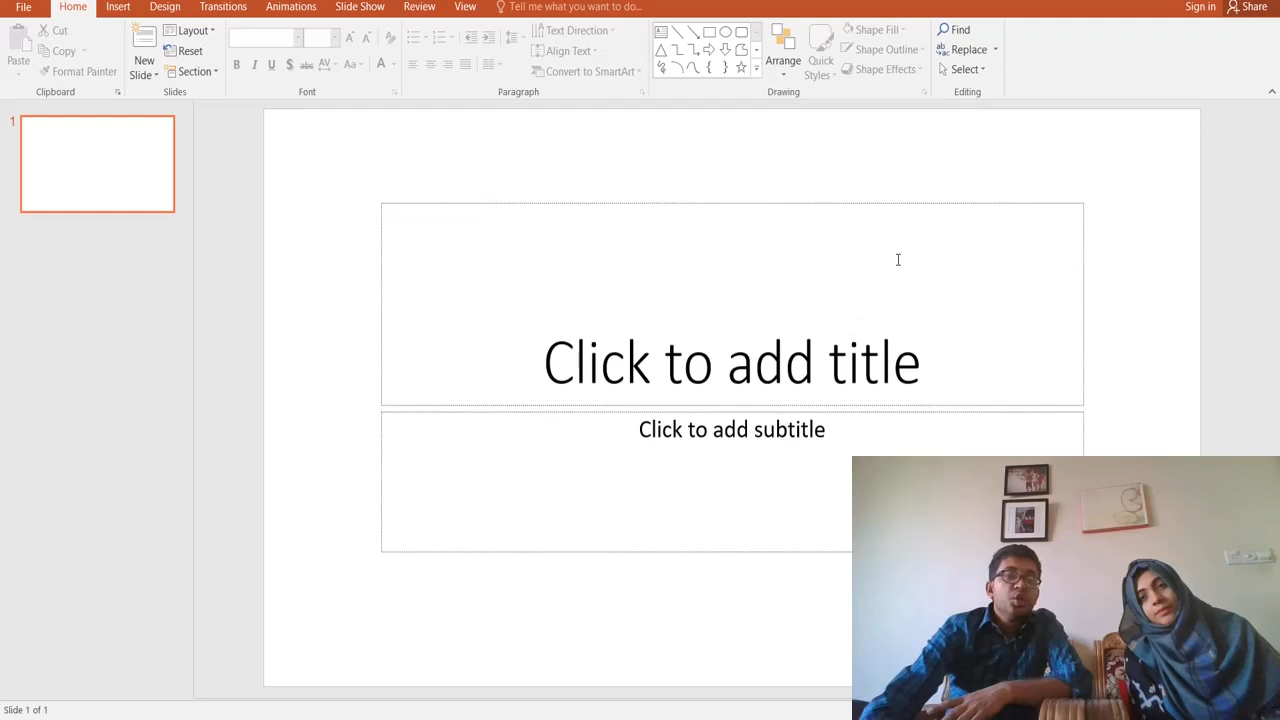 File Home Insert Design Transitions Animations Slide Show Review View Tell me what you want to do... Sign in Share
Paste
Cut
Copy
Format Painter
Clipboard
New
Slide
Layout
Reset
Section
Slides
B I U S abc AV Aa A
Font
Text Direction
Align Text
Convert to SmartArt
Paragraph
Arrange
Quick
Styles
Shape Fill
Shape Outline
Shape Effects
Drawing
Find
Replace
Select
Editing
1
Click to add title
Click to add subtitle
Slide 1 of 1